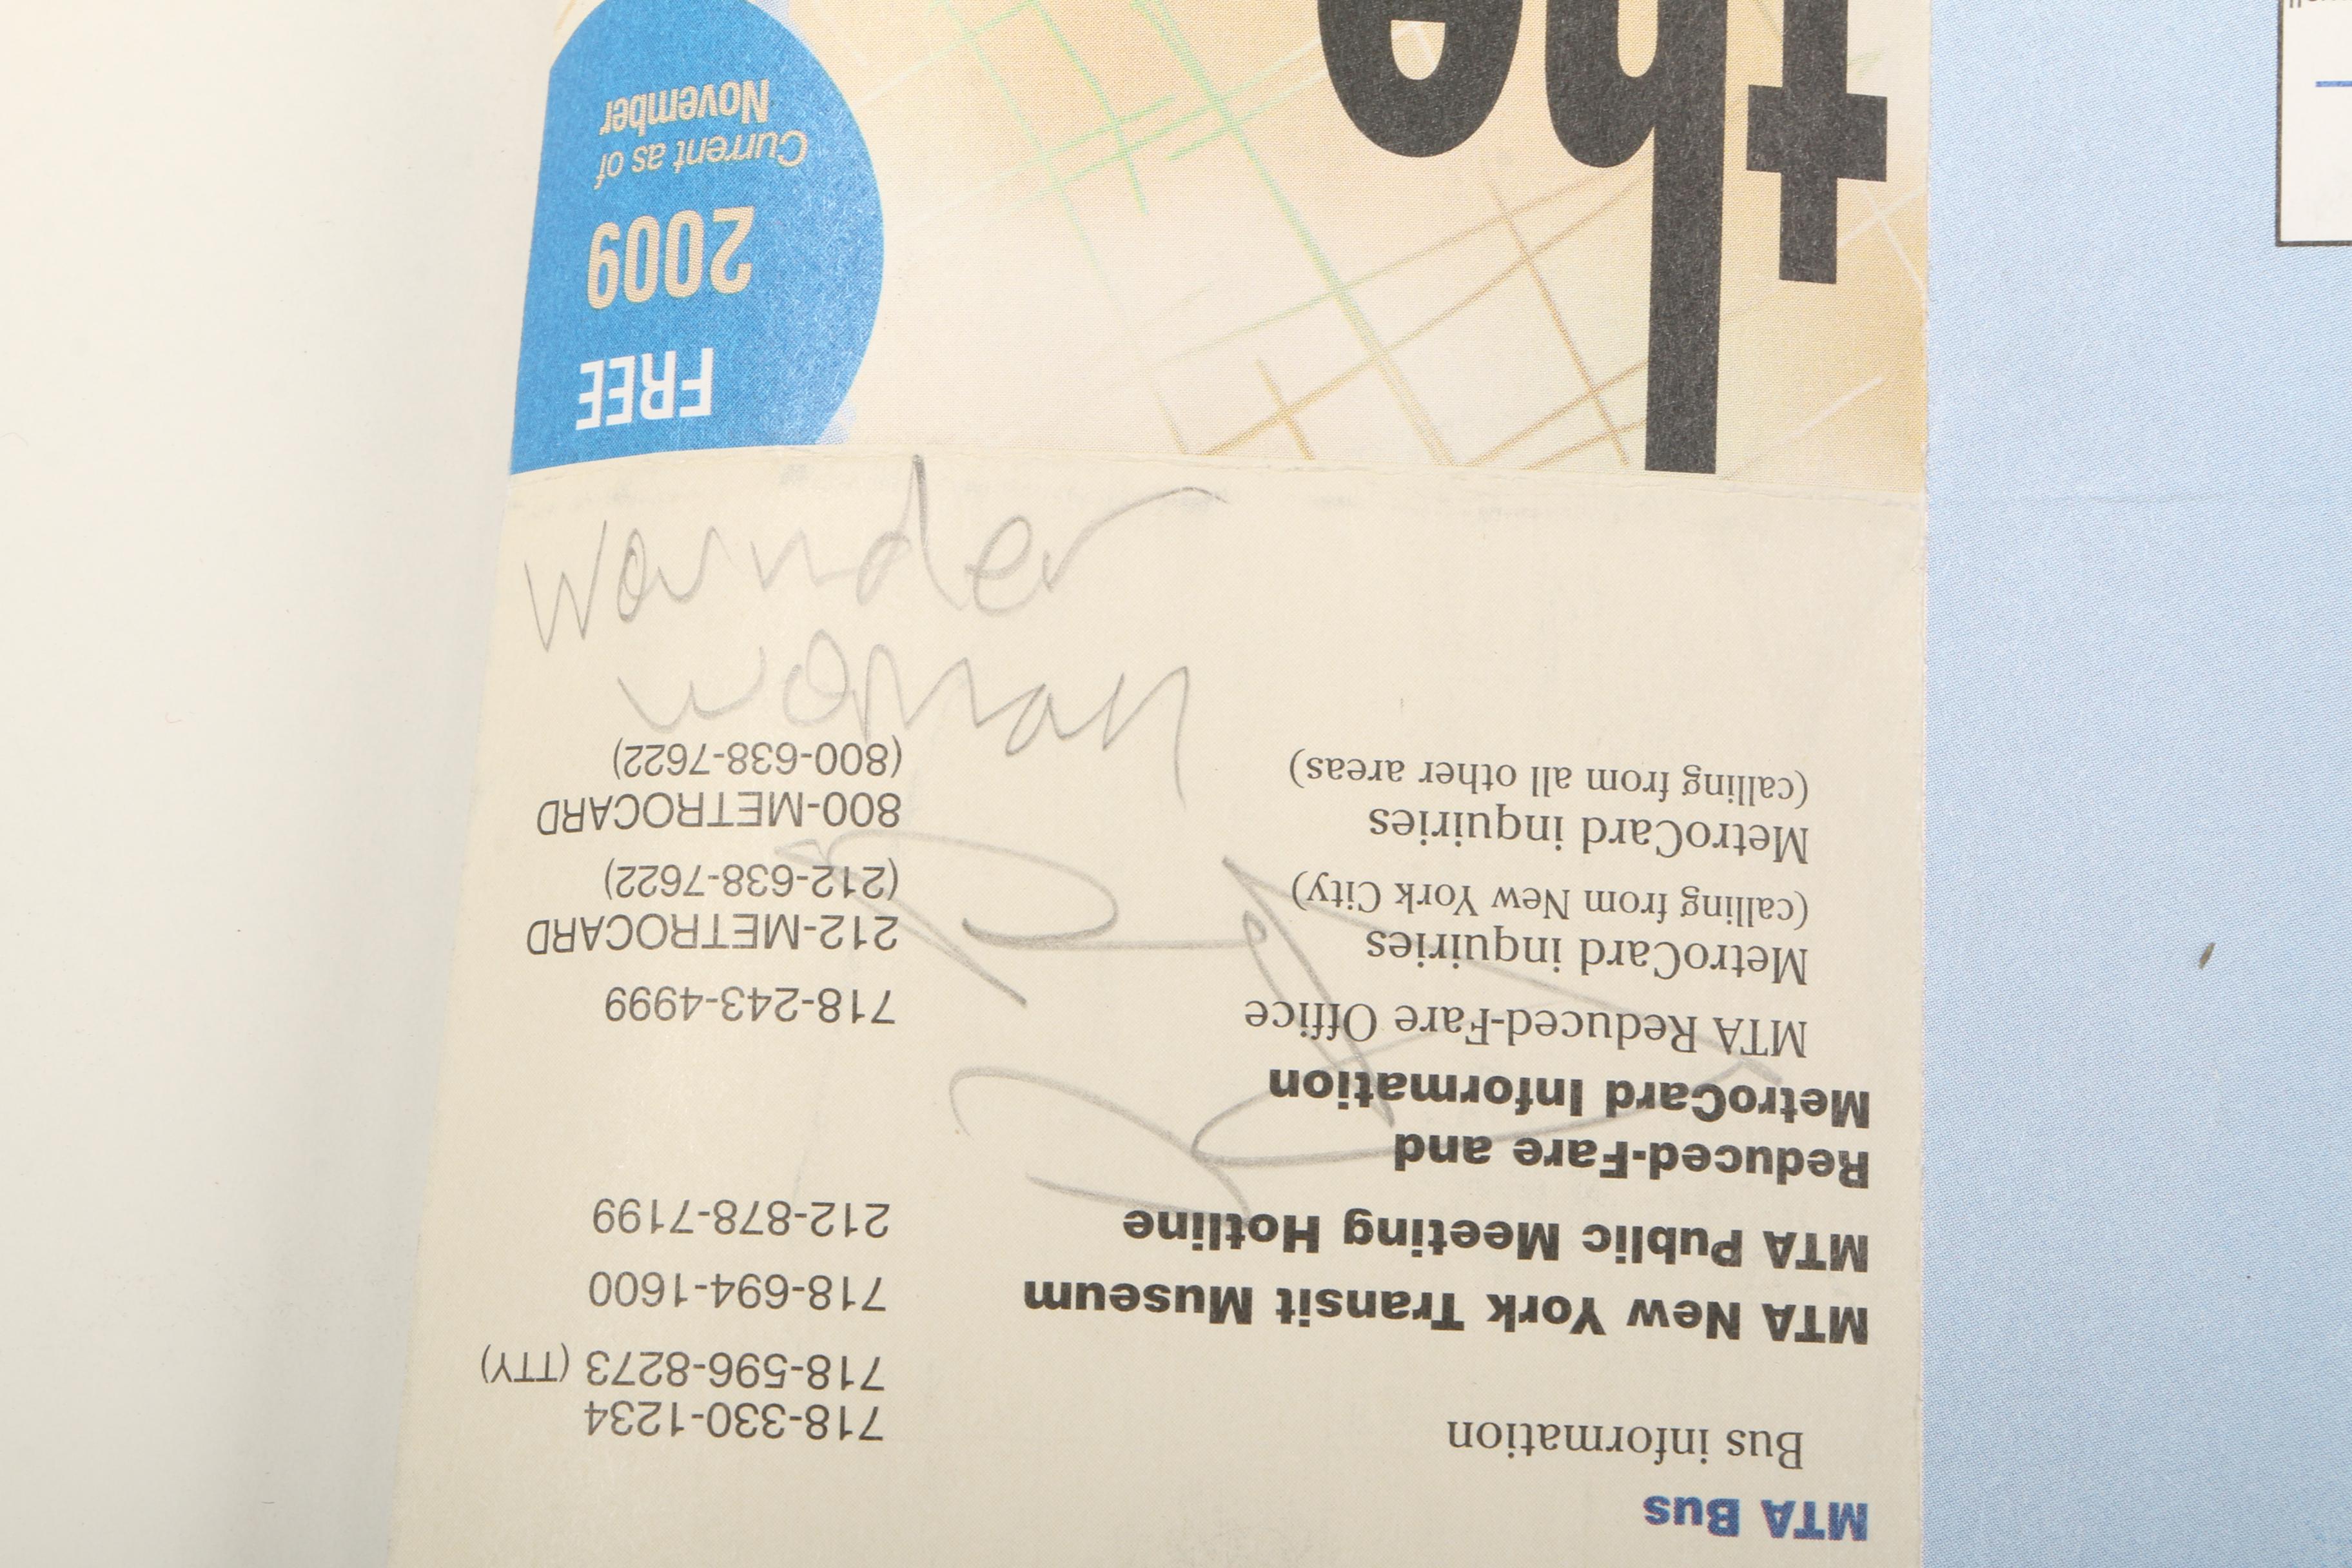 wounder
woman
MTA Bus
Bus information 718-330-1234
718-596-8273 (TTY)
MTA New York Transit Museum 718-694-1600
MTA Public Meeting Hotline 212-878-7199
Reduced-Fare and
MetroCard Information
MTA Reduced-Fare Office 718-243-4999
MetroCard inquiries 212-METROCARD
(calling from New York City) (212-638-7622)
MetroCard inquiries 800-METROCARD
(calling from all other areas) (800-638-7622)
FREE
2009
Current as of
November
the